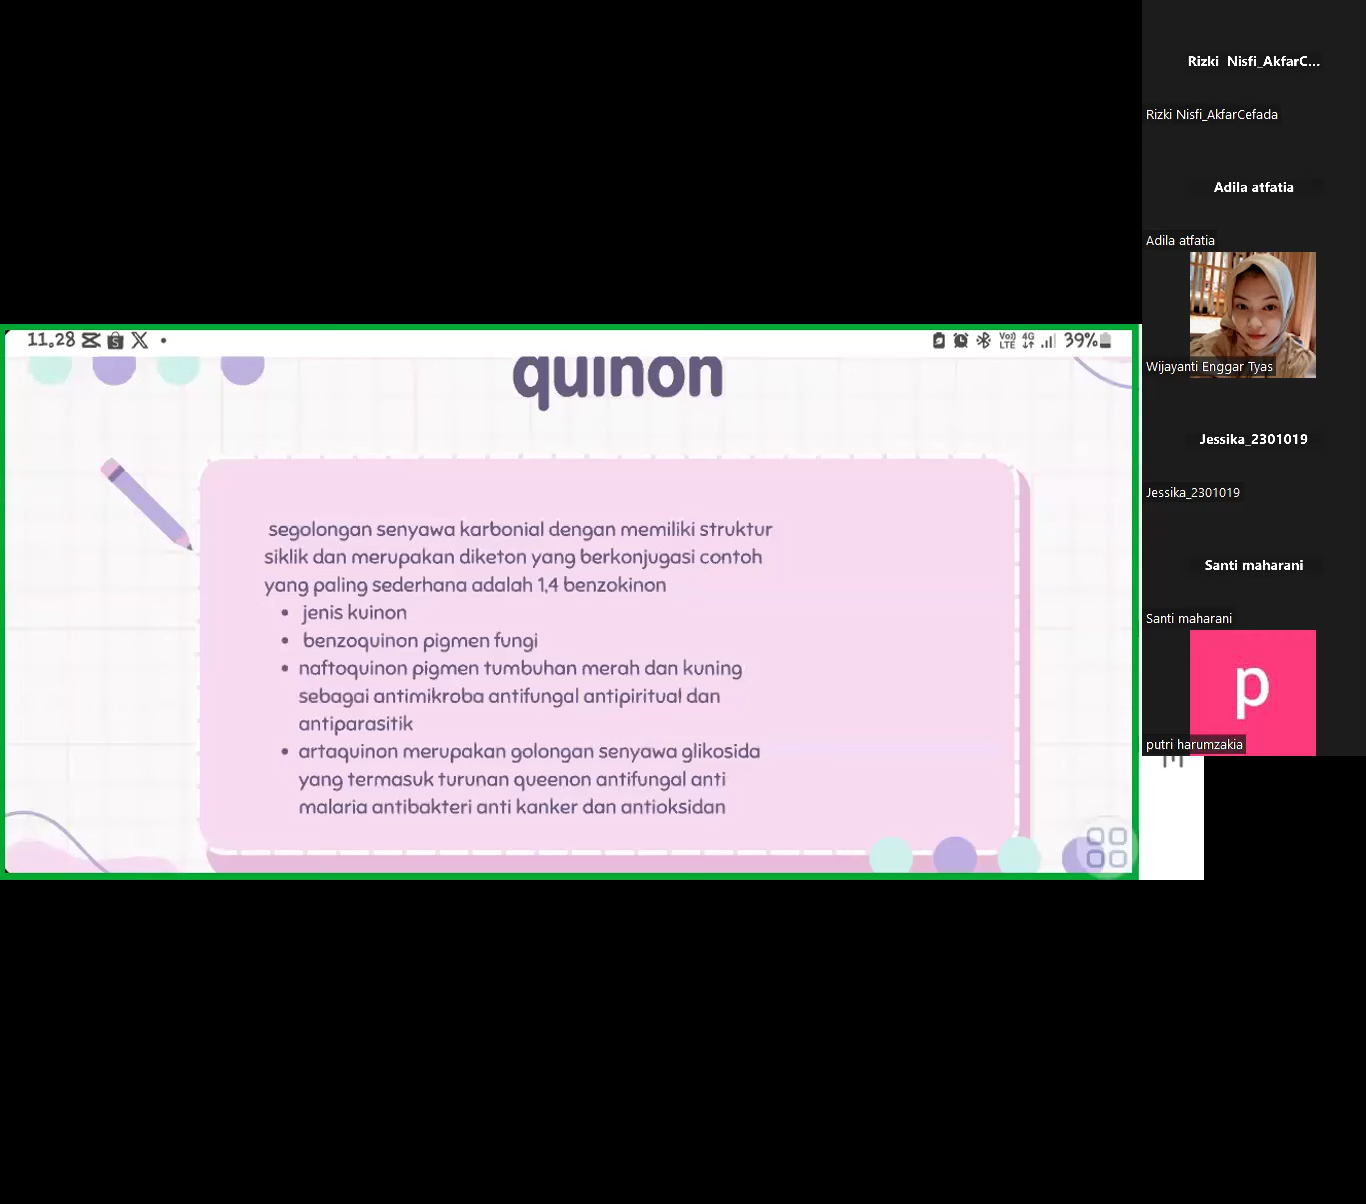 Rizki Nisfi_AkfarC...
Rizki Nisfi_AkfarCefada
Adila atfatia
Adila atfatia
Wijayanti Enggar Tyas
Jessika_2301019
Jessika_2301019
Santi maharani
Santi maharani
p
putri harumzakia
11.28
Vo)) LTE 4G 39%
quinon
segolongan senyawa karbonial dengan memiliki struktur
siklik dan merupakan diketon yang berkonjugasi contoh
yang paling sederhana adalah 1,4 benzokinon
• jenis kuinon
• benzoquinon pigmen fungi
• naftoquinon pigmen tumbuhan merah dan kuning
sebagai antimikroba antifungal antipiritual dan
antiparasitik
• artaquinon merupakan golongan senyawa glikosida
yang termasuk turunan queenon antifungal anti
malaria antibakteri anti kanker dan antioksidan